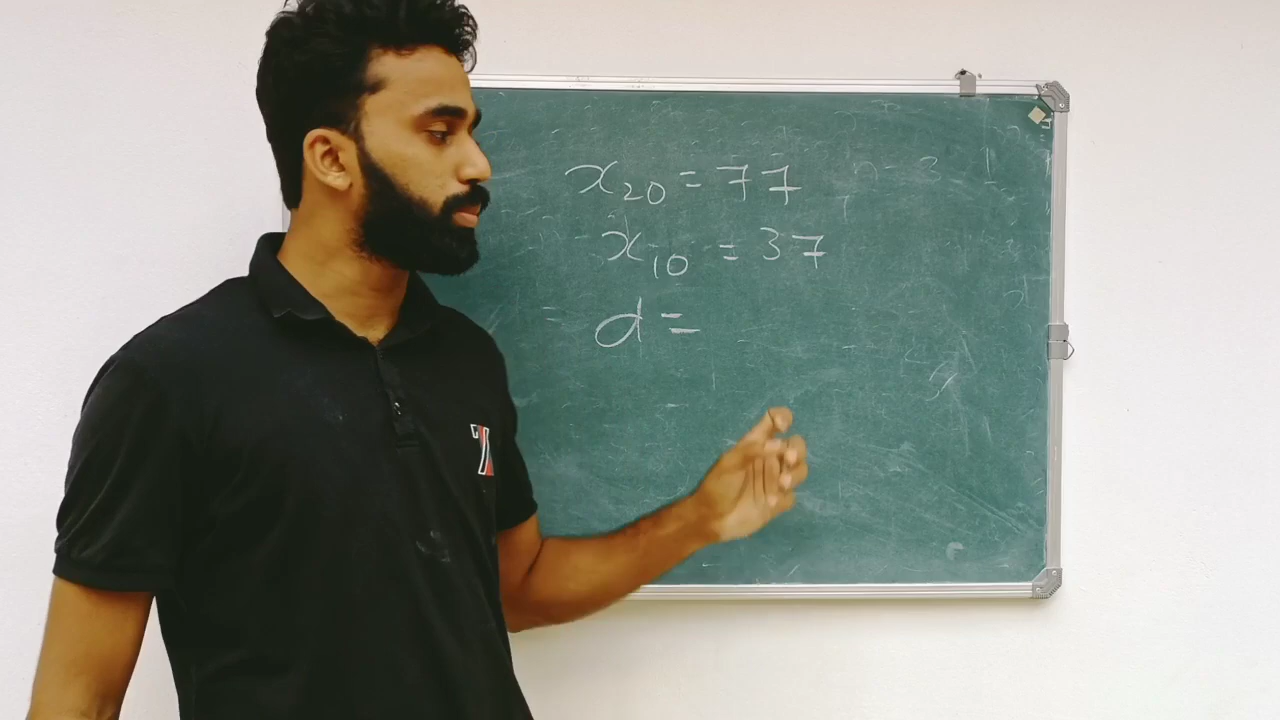 x₂₀ = 77
x₁₀ = 37
d =